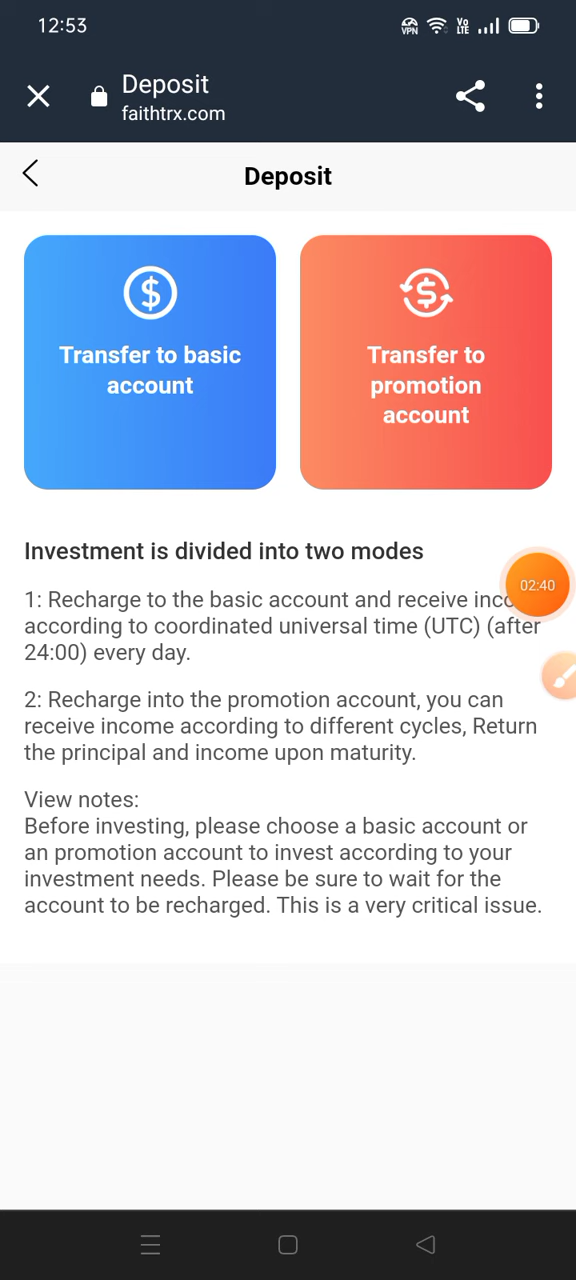 12:53
VPN
Vo
LTE
Deposit
faithtrx.com
Deposit
Transfer to basic
account
Transfer to
promotion
account
Investment is divided into two modes
02:40
1: Recharge to the basic account and receive
according to coordinated universal time (UTC) (after
24:00) every day.
2: Recharge into the promotion account, you can
receive income according to different cycles, Return
the principal and income upon maturity.
View notes:
Before investing, please choose a basic account or
an promotion account to invest according to your
investment needs. Please be sure to wait for the
account to be recharged. This is a very critical issue.